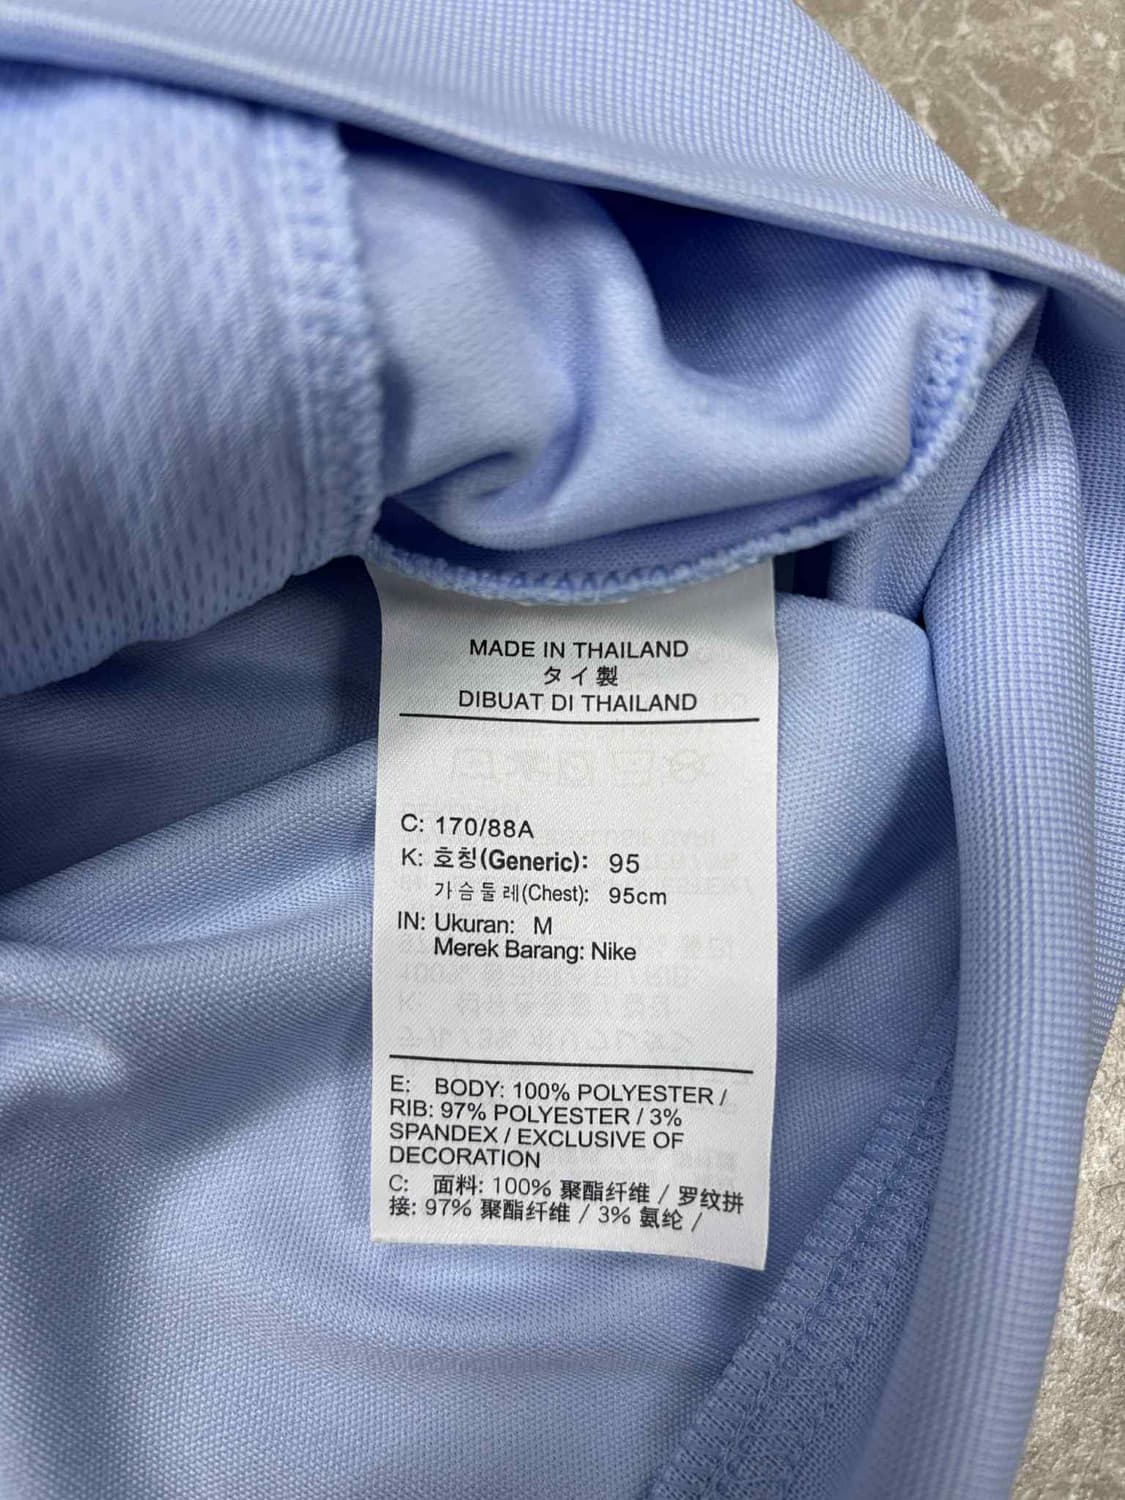 MADE IN THAILAND
タイ製
DIBUAT DI THAILAND
C: 170/88A
K: 호칭(Generic): 95
가슴둘레(Chest): 95cm
IN: Ukuran: M
Merek Barang: Nike
E: BODY: 100% POLYESTER /
RIB: 97% POLYESTER / 3%
SPANDEX / EXCLUSIVE OF
DECORATION
C: 面料: 100% 聚酯纤维 / 罗纹拼
接: 97% 聚酯纤维 / 3% 氨纶 /